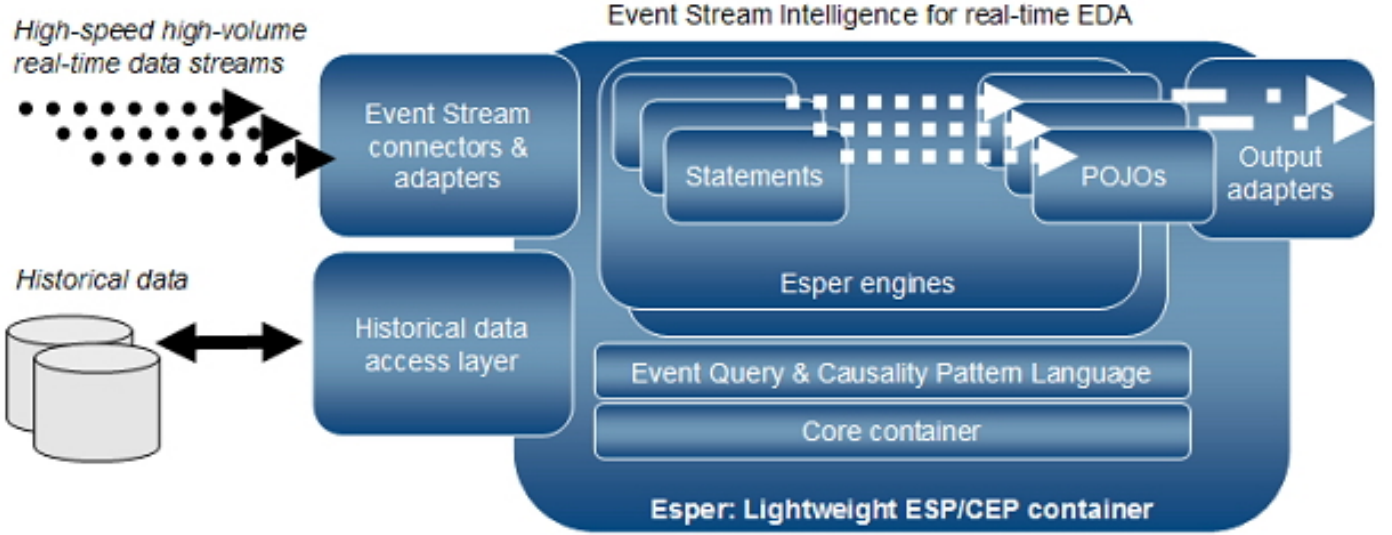 Event Stream Intelligence for real-time EDA
High-speed high-volume
real-time data streams
Event Stream
connectors &
adapters
Statements
POJOs
Output
adapters
Esper engines
Historical data
Historical data
access layer
Event Query & Causality Pattern Language
Core container
Esper: Lightweight ESP/CEP container